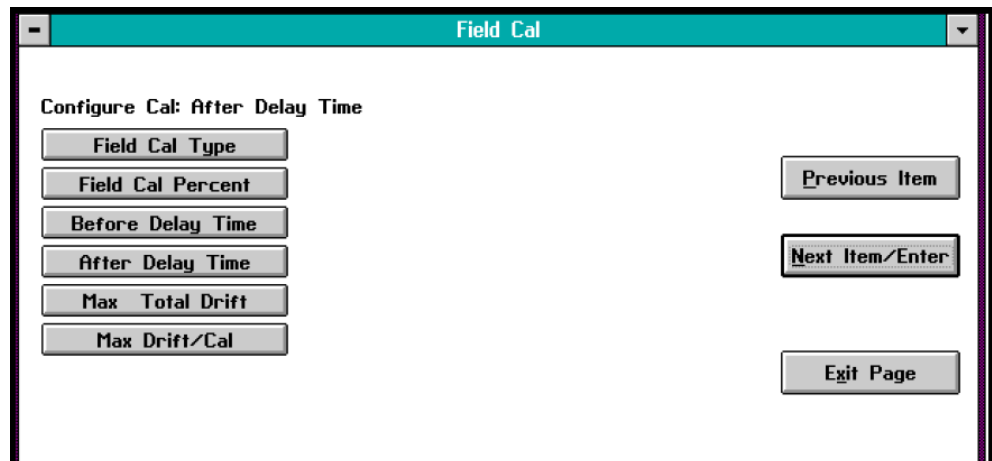 Field Cal
Configure Cal: After Delay Time
Field Cal Type
Field Cal Percent
Before Delay Time
After Delay Time
Max Total Drift
Max Drift/Cal
Previous Item
Next Item/Enter
Exit Page